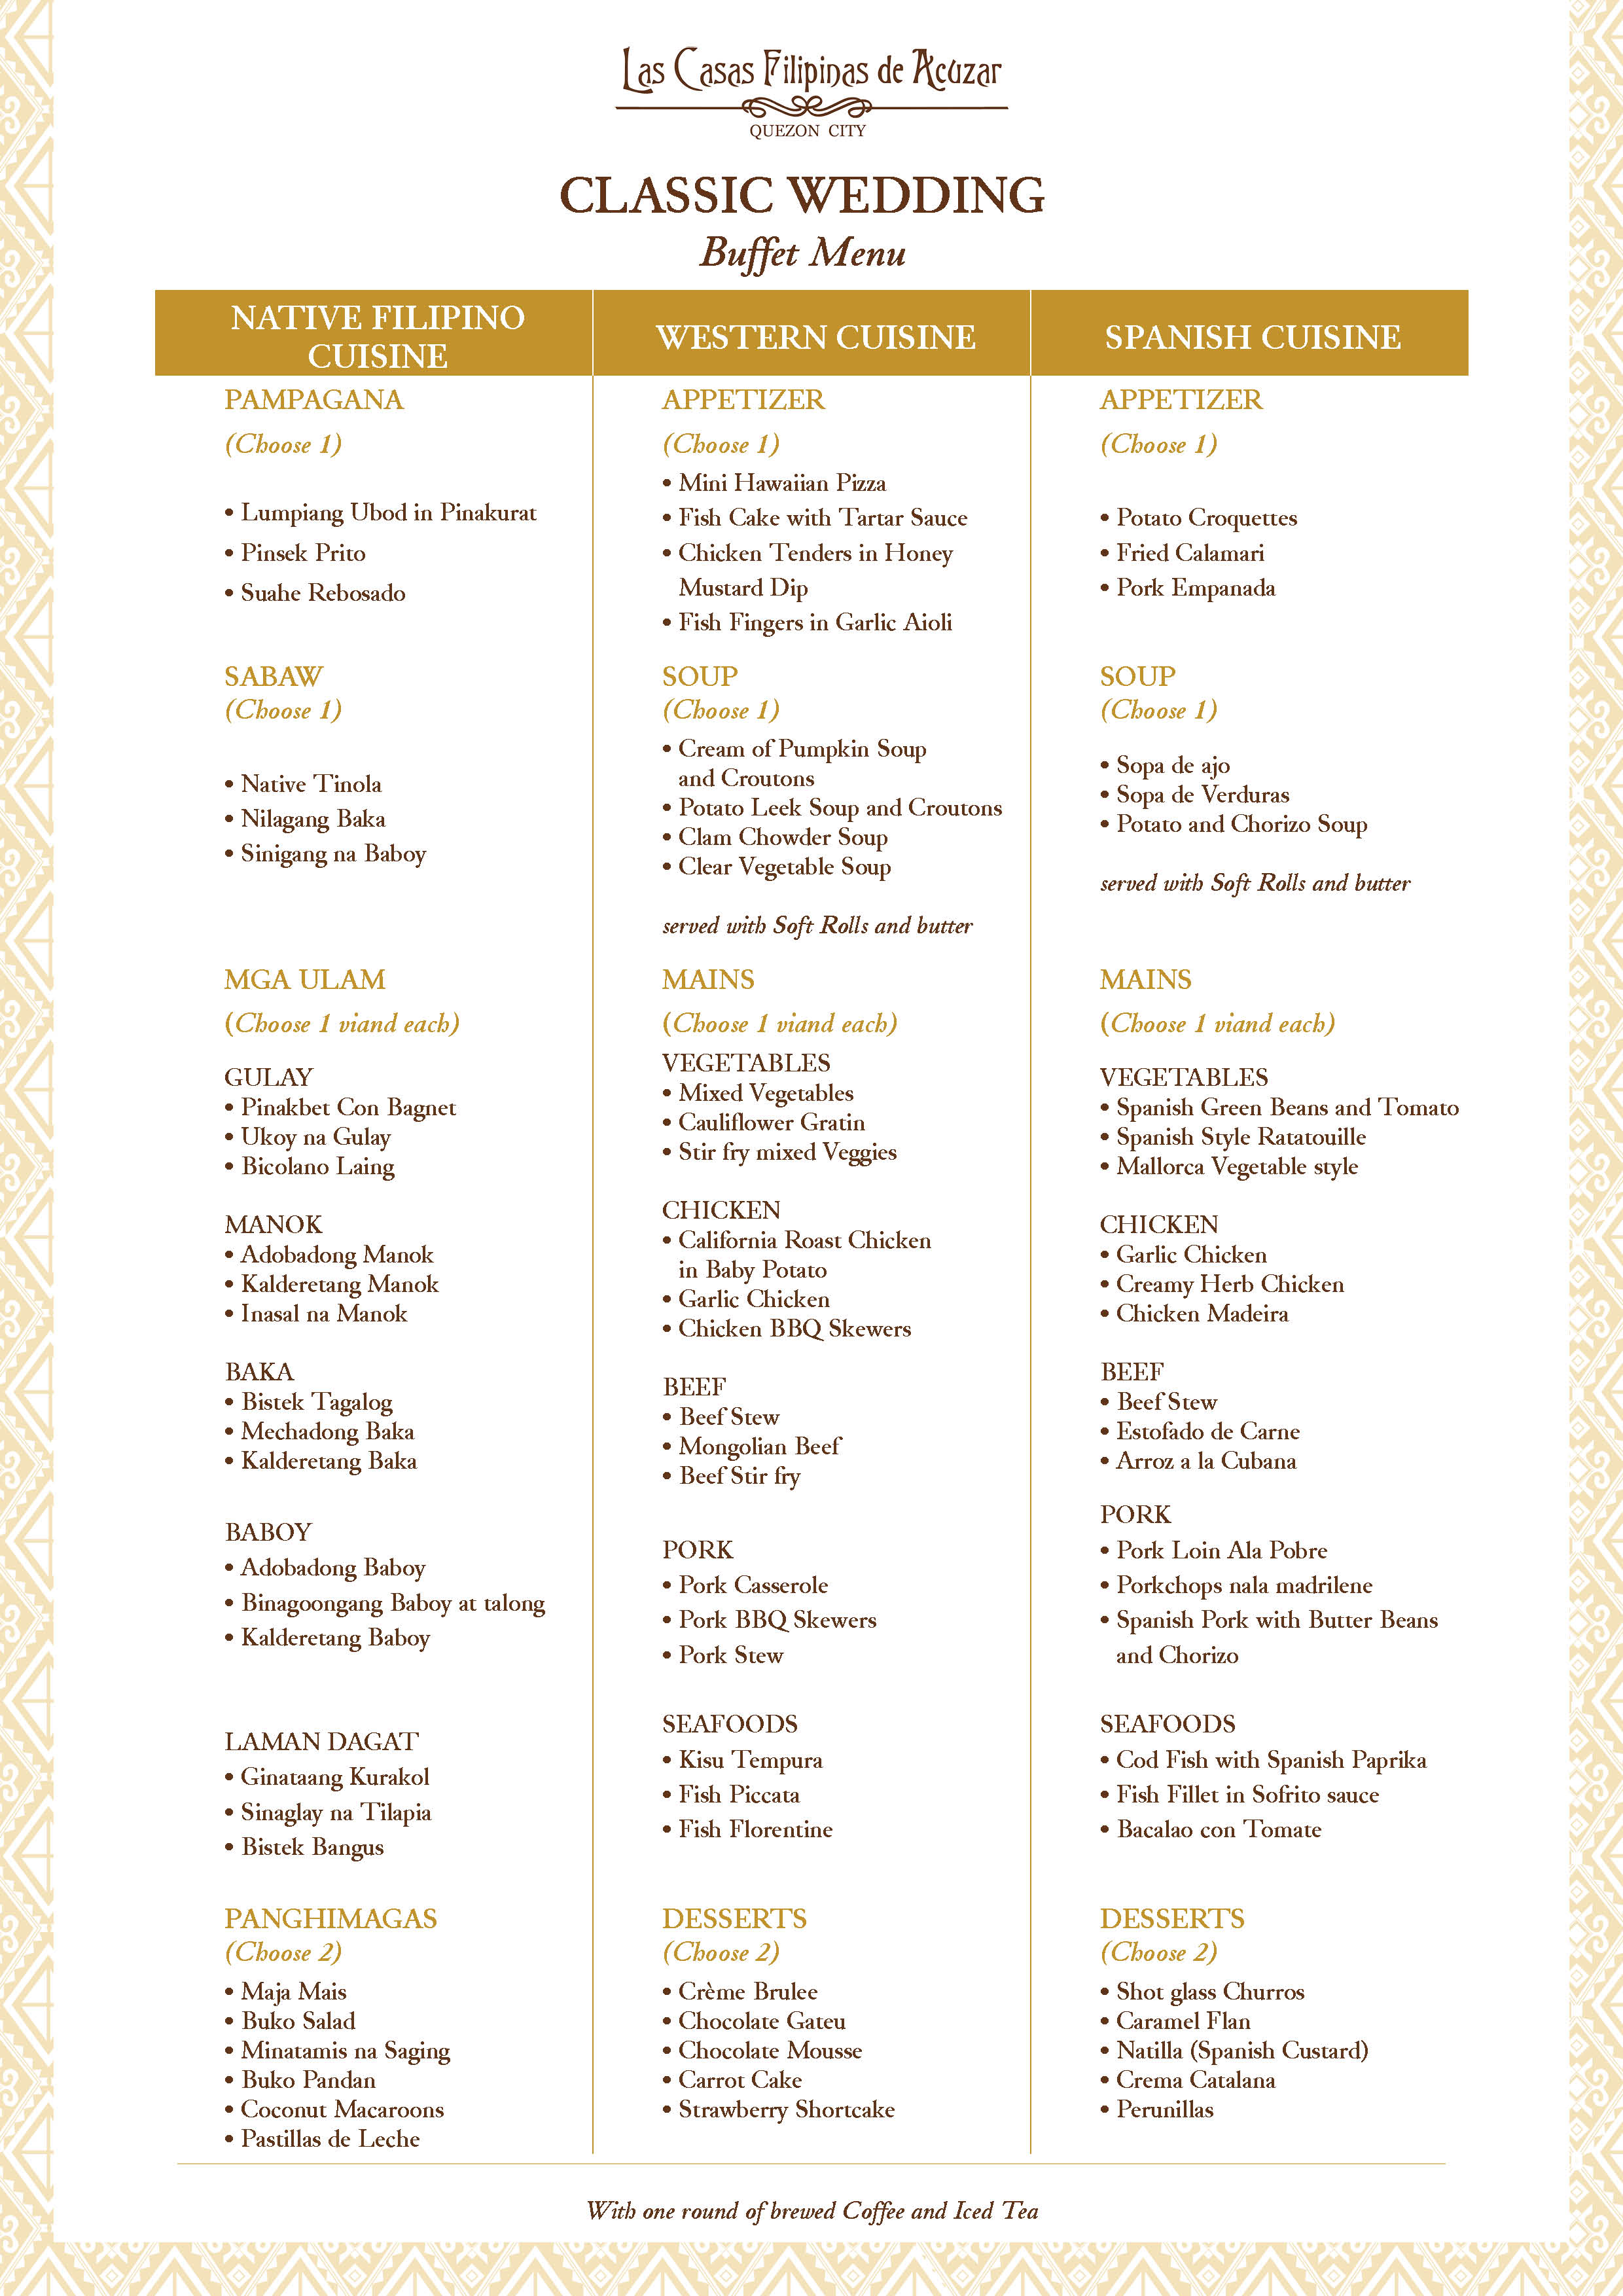 Las Casas Filipinas de Acuzar
QUEZON CITY
CLASSIC WEDDING
Buffet Menu
NATIVE FILIPINO
CUISINE
PAMPAGANA
(Choose 1)
• Lumpiang Ubod in Pinakurat
• Pinsek Prito
• Suahe Rebosado
SABAW
(Choose 1)
• Native Tinola
• Nilagang Baka
• Sinigang na Baboy
MGA ULAM
(Choose 1 viand each)
GULAY
• Pinakbet Con Bagnet
• Ukoy na Gulay
• Bicolano Laing
MANOK
• Adobadong Manok
• Kalderetang Manok
• Inasal na Manok
BAKA
• Bistek Tagalog
• Mechadong Baka
• Kalderetang Baka
BABOY
• Adobadong Baboy
• Binagoongang Baboy at talong
• Kalderetang Baboy
LAMAN DAGAT
• Ginataang Kurakol
• Sinaglay na Tilapia
• Bistek Bangus
PANGHIMAGAS
(Choose 2)
• Maja Mais
• Buko Salad
• Minatamis na Saging
• Buko Pandan
• Coconut Macaroons
• Pastillas de Leche
WESTERN CUISINE
APPETIZER
(Choose 1)
• Mini Hawaiian Pizza
• Fish Cake with Tartar Sauce
• Chicken Tenders in Honey
Mustard Dip
• Fish Fingers in Garlic Aioli
SOUP
(Choose 1)
• Cream of Pumpkin Soup
and Croutons
• Potato Leek Soup and Croutons
• Clam Chowder Soup
• Clear Vegetable Soup
served with Soft Rolls and butter
MAINS
(Choose 1 viand each)
VEGETABLES
• Mixed Vegetables
• Cauliflower Gratin
• Stir fry mixed Veggies
CHICKEN
• California Roast Chicken
in Baby Potato
• Garlic Chicken
• Chicken BBQ Skewers
BEEF
• Beef Stew
• Mongolian Beef
• Beef Stir fry
PORK
• Pork Casserole
• Pork BBQ Skewers
• Pork Stew
SEAFOODS
• Kisu Tempura
• Fish Piccata
• Fish Florentine
DESSERTS
(Choose 2)
• Crème Brulee
• Chocolate Gateu
• Chocolate Mousse
• Carrot Cake
• Strawberry Shortcake
SPANISH CUISINE
APPETIZER
(Choose 1)
• Potato Croquettes
• Fried Calamari
• Pork Empanada
SOUP
(Choose 1)
• Sopa de ajo
• Sopa de Verduras
• Potato and Chorizo Soup
served with Soft Rolls and butter
MAINS
(Choose 1 viand each)
VEGETABLES
• Spanish Green Beans and Tomato
• Spanish Style Ratatouille
• Mallorca Vegetable style
CHICKEN
• Garlic Chicken
• Creamy Herb Chicken
• Chicken Madeira
BEEF
• Beef Stew
• Estofado de Carne
• Arroz a la Cubana
PORK
• Pork Loin Ala Pobre
• Porkchops nala madrilene
• Spanish Pork with Butter Beans
and Chorizo
SEAFOODS
• Cod Fish with Spanish Paprika
• Fish Fillet in Sofrito sauce
• Bacalao con Tomate
DESSERTS
(Choose 2)
• Shot glass Churros
• Caramel Flan
• Natilla (Spanish Custard)
• Crema Catalana
• Perunillas
With one round of brewed Coffee and Iced Tea